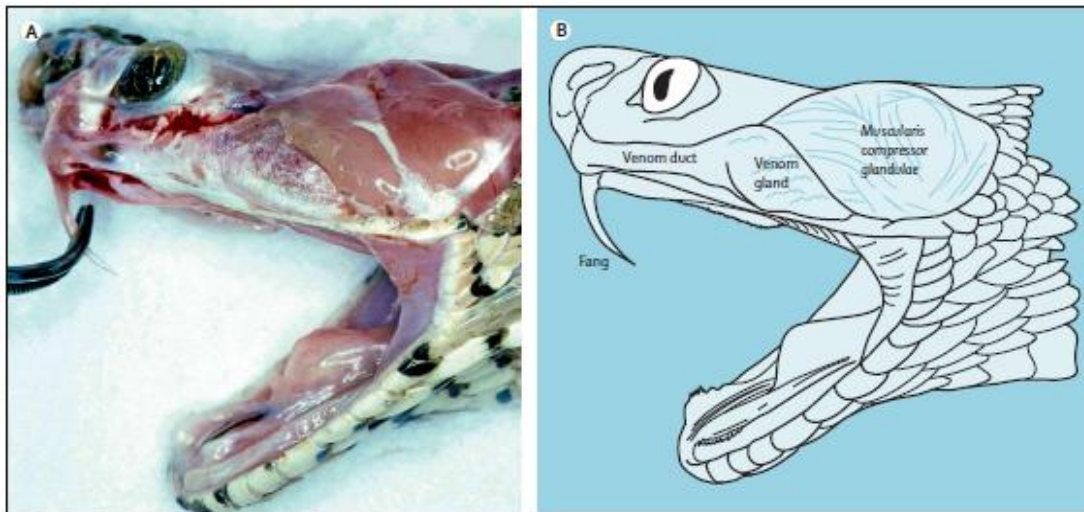 A
B
Venom duct
Venom
gland
Muscularis
compressor
glandulae
Fang